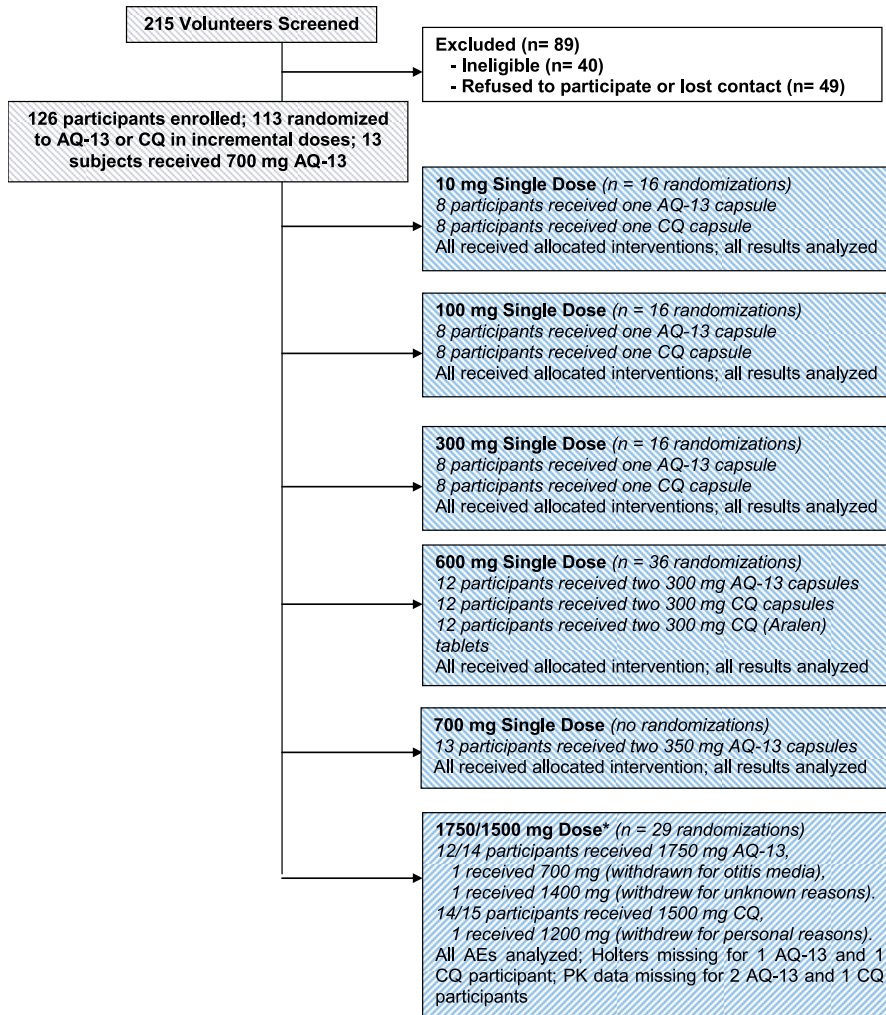 215 Volunteers Screened
Excluded (n= 89)
- Ineligible (n= 40)
- Refused to participate or lost contact (n= 49)
126 participants enrolled; 113 randomized
to AQ-13 or CQ in incremental doses; 13
subjects received 700 mg AQ-13
10 mg Single Dose (n = 16 randomizations)
8 participants received one AQ-13 capsule
8 participants received one CQ capsule
All received allocated interventions; all results analyzed
100 mg Single Dose (n = 16 randomizations)
8 participants received one AQ-13 capsule
8 participants received one CQ capsule
All received allocated interventions; all results analyzed
300 mg Single Dose (n = 16 randomizations)
8 participants received one AQ-13 capsule
8 participants received one CQ capsule
All received allocated interventions; all results analyzed
600 mg Single Dose (n = 36 randomizations)
12 participants received two 300 mg AQ-13 capsules
12 participants received two 300 mg CQ capsules
12 participants received two 300 mg CQ (Aralen)
tablets
All received allocated intervention; all results analyzed
700 mg Single Dose (no randomizations)
13 participants received two 350 mg AQ-13 capsules
All received allocated intervention; all results analyzed
1750/1500 mg Dose* (n = 29 randomizations)
12/14 participants received 1750 mg AQ-13,
1 received 700 mg (withdrawn for otitis media),
1 received 1400 mg (withdrew for unknown reasons).
14/15 participants received 1500 mg CQ,
1 received 1200 mg (withdrew for personal reasons).
All AEs analyzed; Holters missing for 1 AQ-13 and 1
CQ participant; PK data missing for 2 AQ-13 and 1 CQ
participants